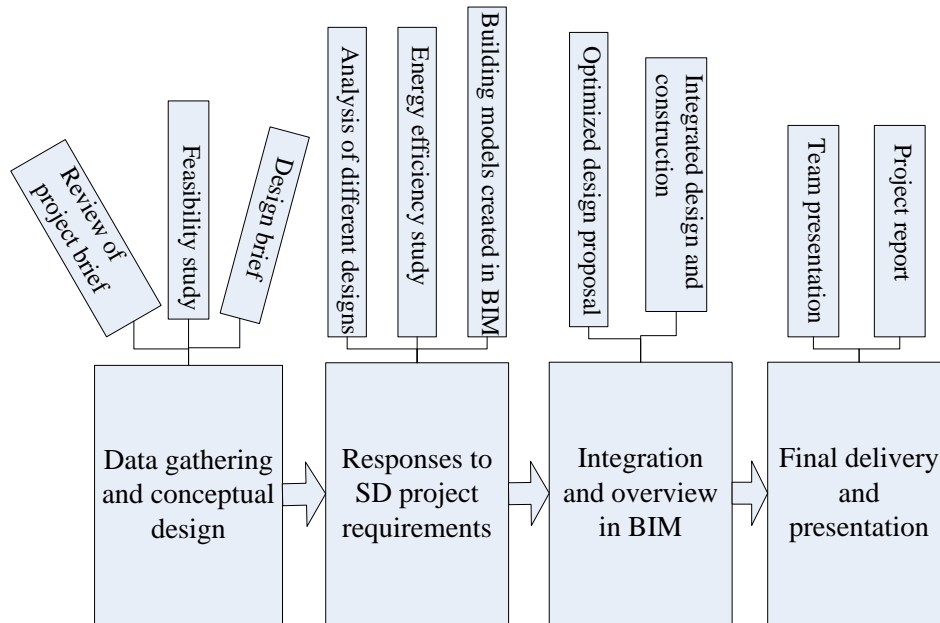 Review of
project brief
Feasibility study
Design brief
Analysis of different designs
Energy efficiency study
Building models created in BIM
Optimized design proposal
Integrated design and
construction
Team presentation
Project report
Data gathering
and conceptual
design
Responses to
SD project
requirements
Integration
and overview
in BIM
Final delivery
and
presentation